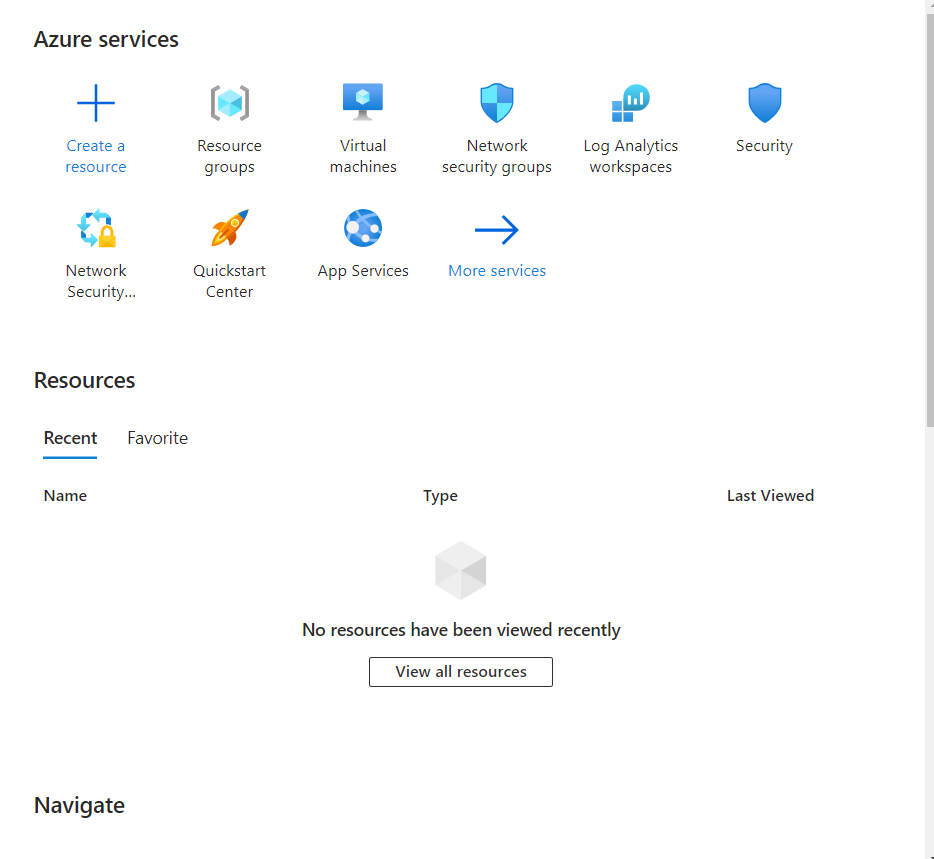 Azure services
Create a
resource
Resource
groups
Virtual
machines
Network
security groups
Log Analytics
workspaces
Security
Network
Security...
Quickstart
Center
App Services
More services
Resources
Recent
Favorite
Name
Type
Last Viewed
No resources have been viewed recently
View all resources
Navigate